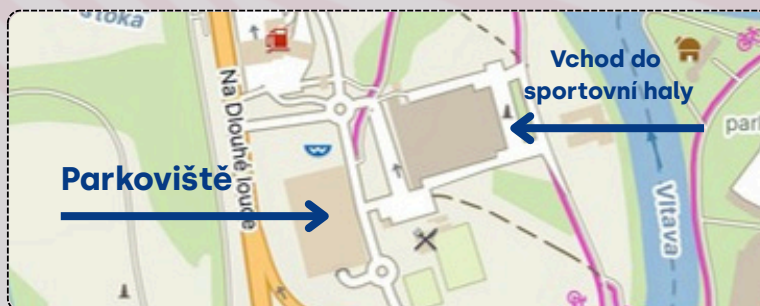 Stoka
Na Dlouhé louce
Vchod do
sportovní haly
park
Parkoviště
Vltava